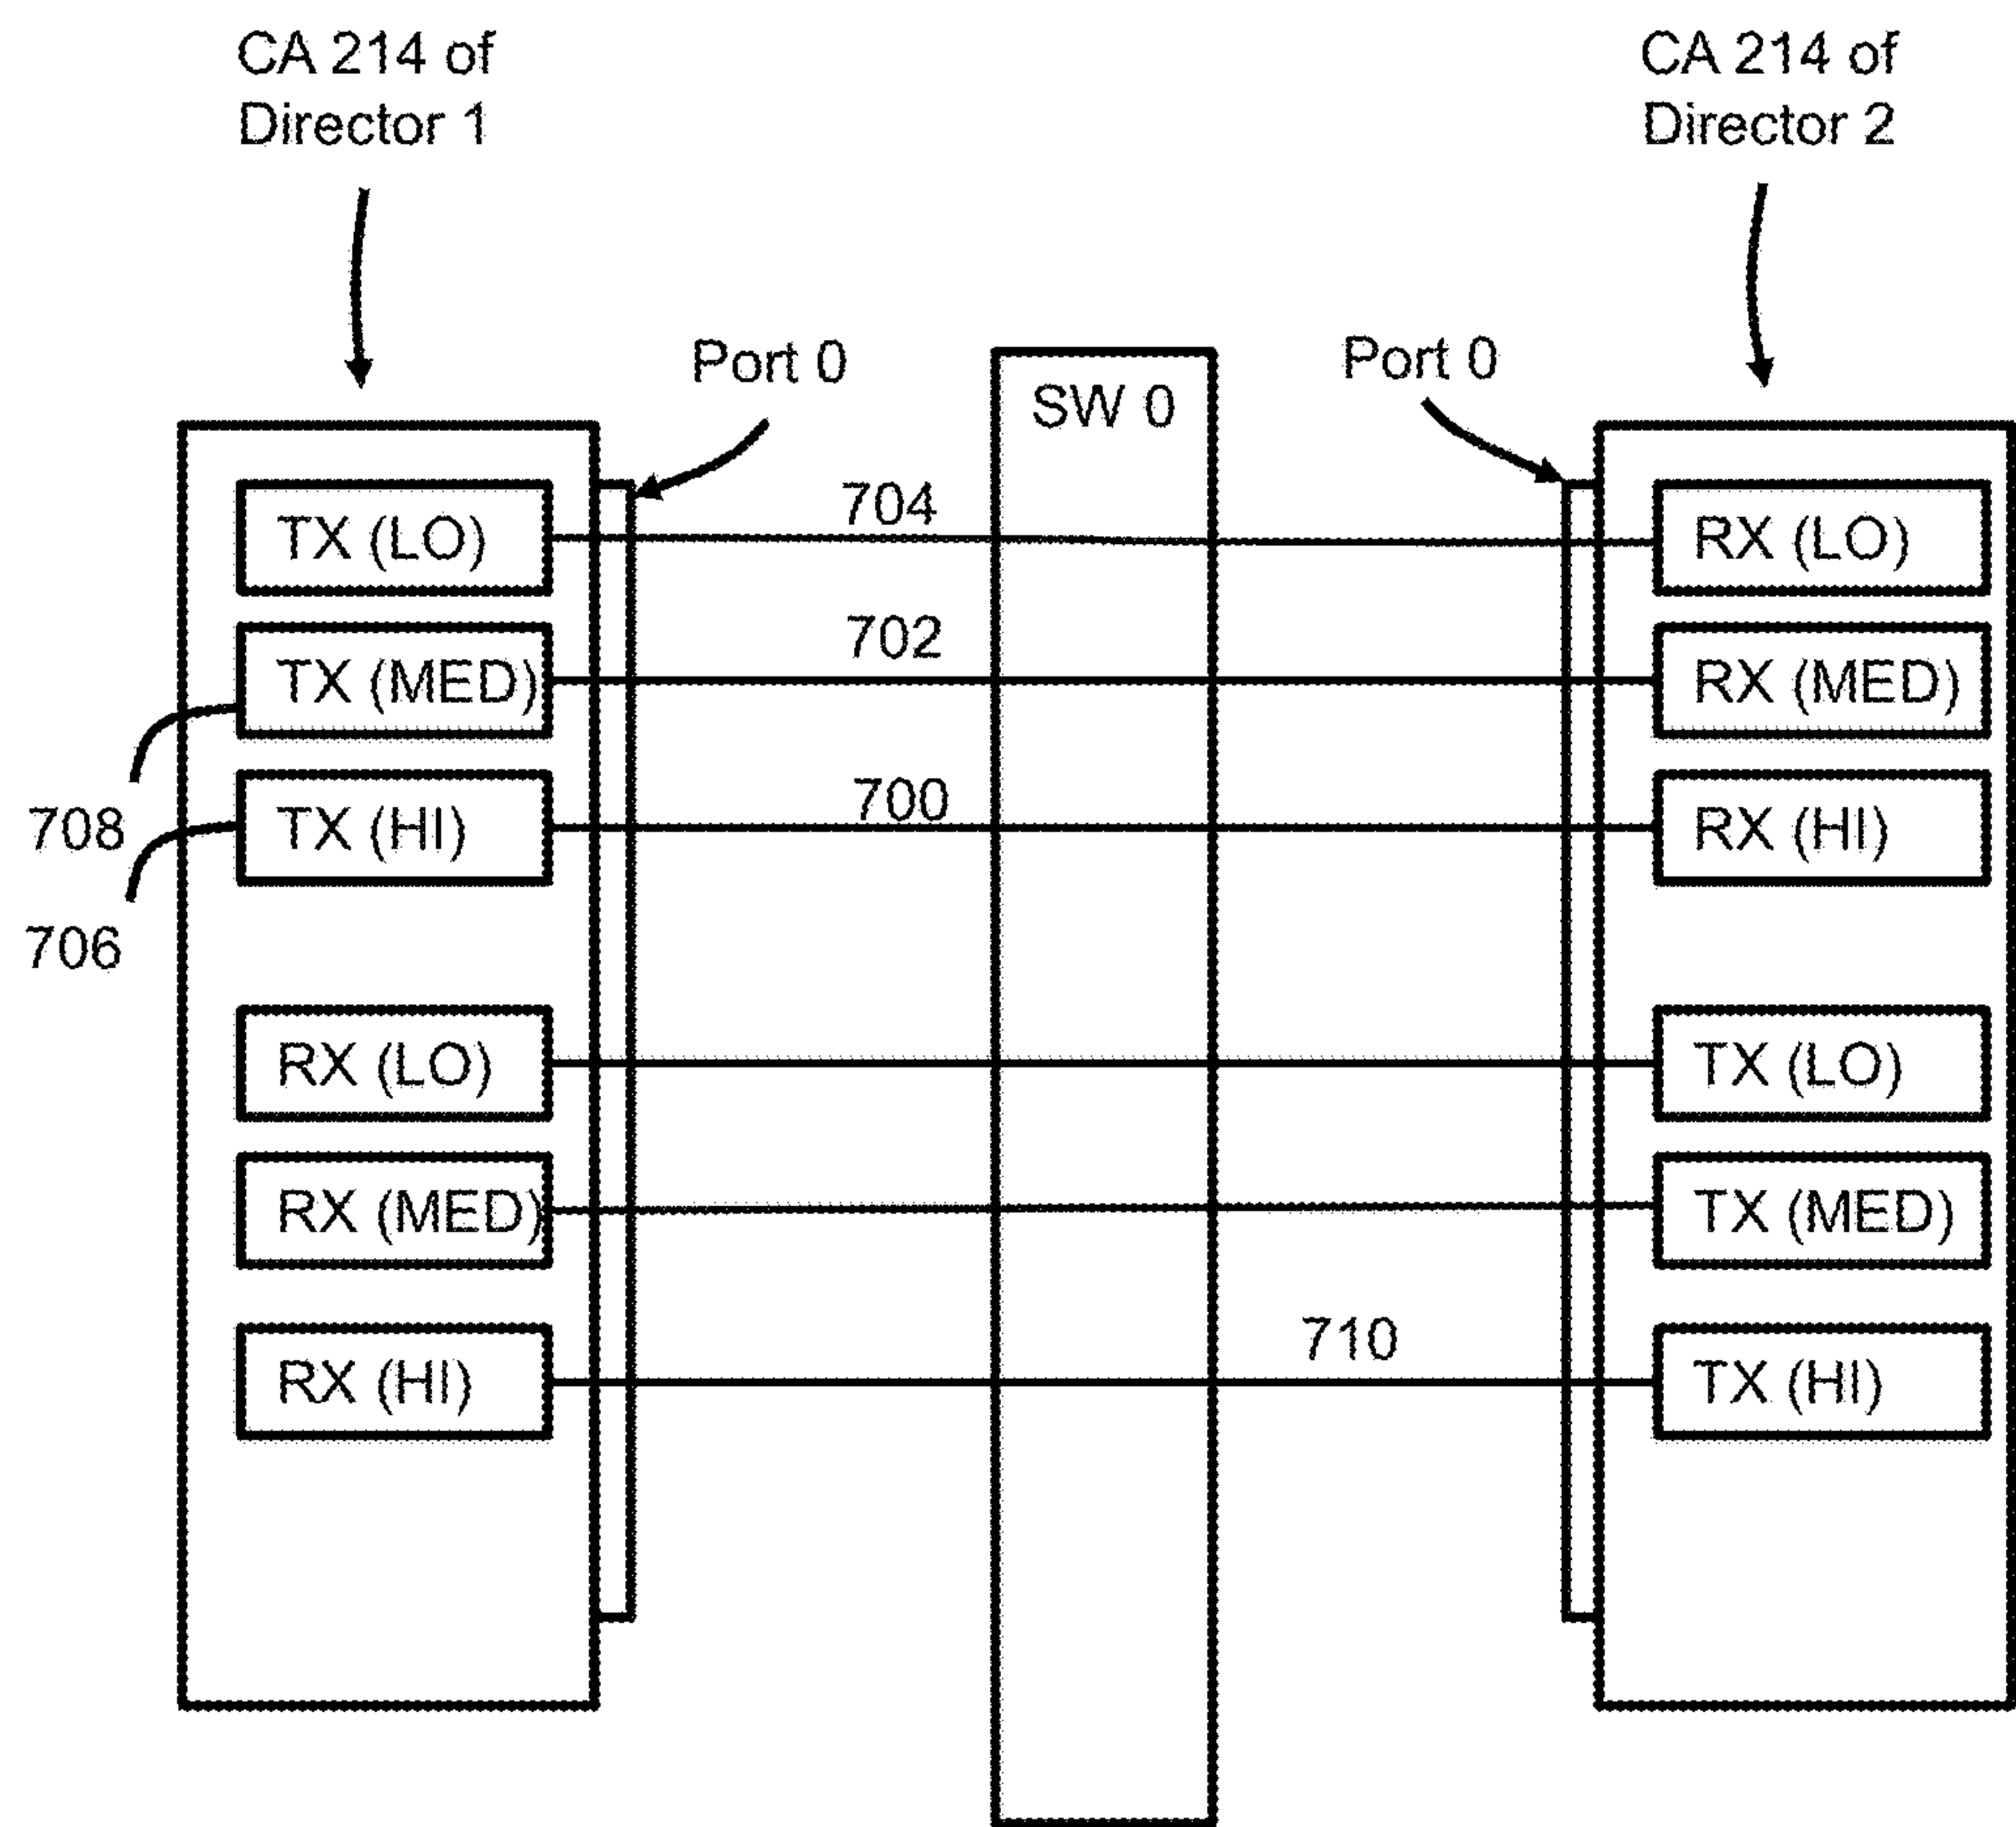 CA 214 of
Director 1
CA 214 of
Director 2
Port 0
SW 0
Port 0
TX (LO)
704
RX (LO)
TX (MED)
702
RX (MED)
708
TX (HI)
700
RX (HI)
706
RX (LO)
TX (LO)
RX (MED)
TX (MED)
RX (HI)
710
TX (HI)